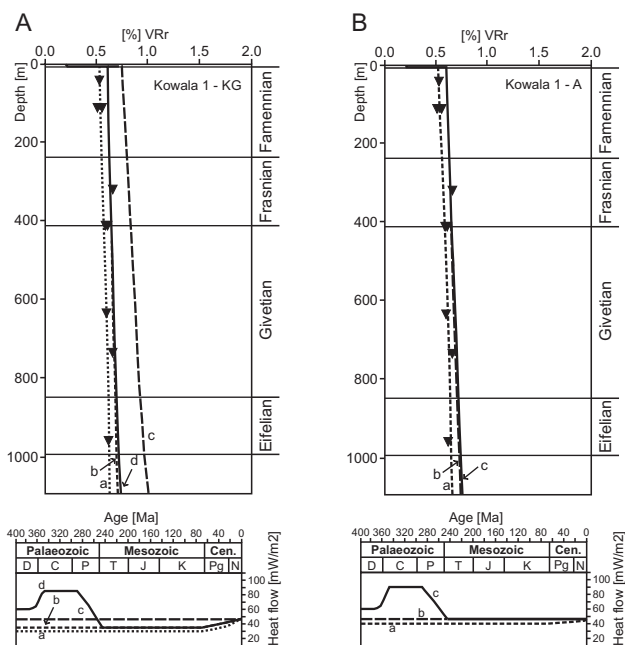 A
[%] VRr
0.0 0.5 1.0 1.5 2.0
Depth [m]
0
200
400
600
800
1000
Kowala 1 - KG
Famennian
Frasnian
Givetian
Eifelian
c
b
d
a
Age [Ma]
400 360 320 280 240 200 160 120 80 40 0
Palaeozoic Mesozoic Cen.
D C P T J K Pg N
Heat flow [mW/m2]
100
80
60
40
20
d
b
c
a
B
[%] VRr
0.0 0.5 1.0 1.5 2.0
Depth [m]
0
200
400
600
800
1000
Kowala 1 - A
Famennian
Frasnian
Givetian
Eifelian
b
c
a
Age [Ma]
400 360 320 280 240 200 160 120 80 40 0
Palaeozoic Mesozoic Cen.
D C P T J K Pg N
Heat flow [mW/m2]
100
80
60
40
20
c
b
a